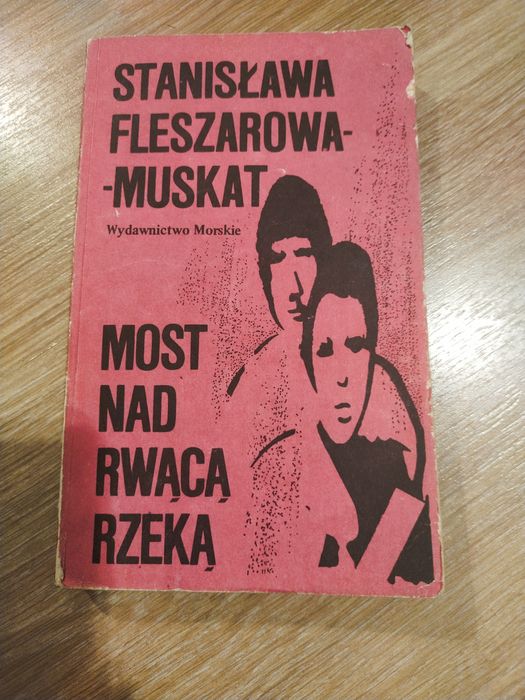 STANISŁAWA
FLESZAROWA-
-MUSKAT
Wydawnictwo Morskie
MOST
NAD
RWĄCĄ
RZEKĄ